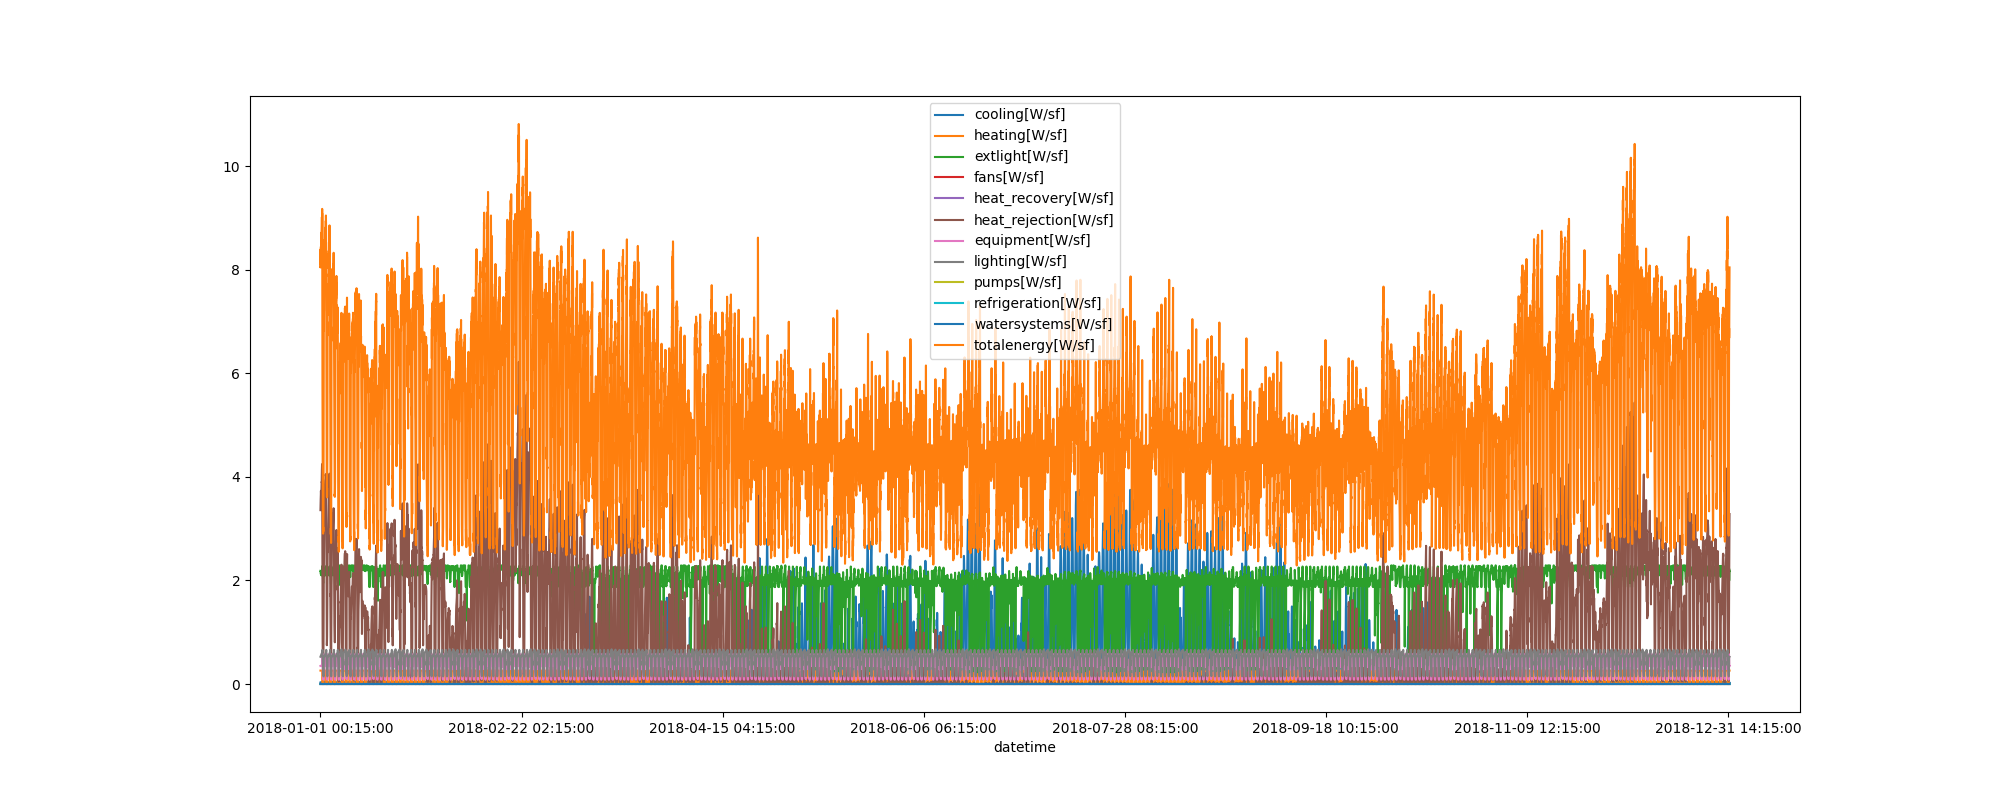 cooling[W/sf]
heating[W/sf]
extlight[W/sf]
fans[W/sf]
heat_recovery[W/sf]
heat_rejection[W/sf]
equipment[W/sf]
lighting[W/sf]
pumps[W/sf]
refrigeration[W/sf]
watersystems[W/sf]
totalenergy[W/sf]
10
8
6
4
2
0
2018-01-01 00:15:00 2018-02-22 02:15:00 2018-04-15 04:15:00 2018-06-06 06:15:00 2018-07-28 08:15:00 2018-09-18 10:15:00 2018-11-09 12:15:00 2018-12-31 14:15:00
datetime